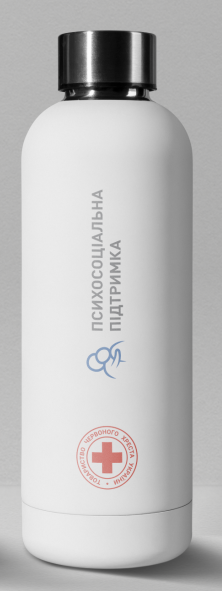 ПСИХОСОЦІАЛЬНА
ПІДТРИМКА
ТОВАРИСТВО ЧЕРВОНОГО ХРЕСТА УКРАЇНИ